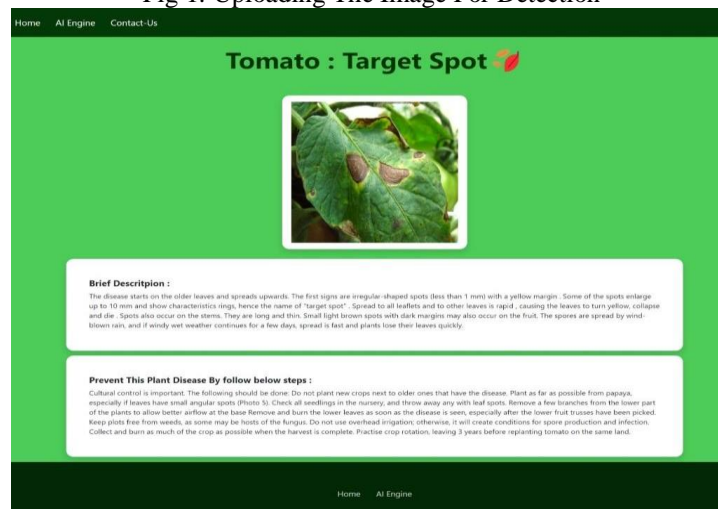 Fig 1: Uploading The Image For Detection
Home AI Engine Contact-Us
Tomato : Target Spot
Brief Descritpion :
The disease starts on the older leaves and spreads upwards. The first signs are irregular-shaped spots (less than 1 mm) with a yellow margin . Some of the spots enlarge
up to 10 mm and show characteristics rings, hence the name of "target spot" . Spread to all leaflets and to other leaves is rapid , causing the leaves to turn yellow, collapse
and die . Spots also occur on the stems. They are long and thin. Small light brown spots with dark margins may also occur on the fruit. The spores are spread by wind-
blown rain, and if windy wet weather continues for a few days, spread is fast and plants lose their leaves quickly.
Prevent This Plant Disease By follow below steps :
Cultural control is important. The following should be done: Do not plant new crops next to older ones that have the disease. Plant as far as possible from papaya,
especially if leaves have small angular spots (Photo 5). Check all seedlings in the nursery, and throw away any with leaf spots. Remove a few branches from the lower part
of the plants to allow better airflow at the base Remove and burn the lower leaves as soon as the disease is seen, especially after the lower fruit trusses have been picked.
Keep plots free from weeds, as some may be hosts of the fungus. Do not use overhead irrigation; otherwise, it will create conditions for spore production and infection.
Collect and burn as much of the crop as possible when the harvest is complete. Practise crop rotation, leaving 3 years before replanting tomato on the same land.
Home AI Engine